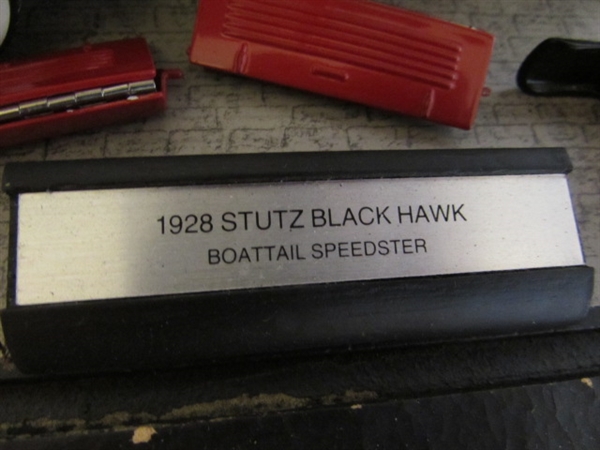 1928 STUTZ BLACK HAWK
BOATTAIL SPEEDSTER